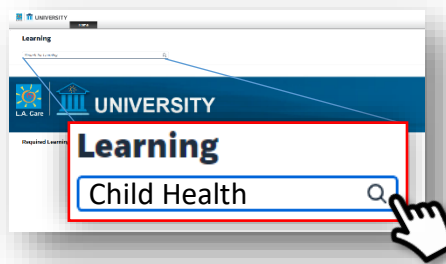 UNIVERSITY
Learning
L.A. Care
UNIVERSITY
Required Learning
Learning
Child Health